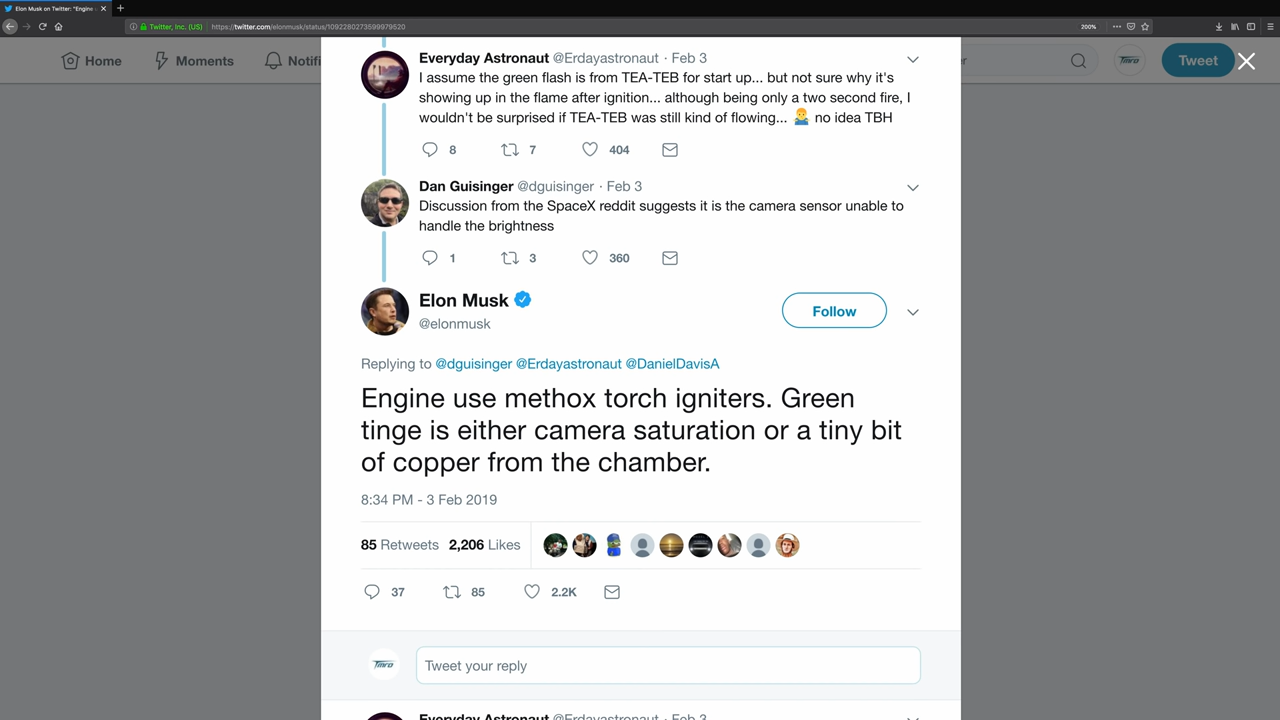 Elon Musk on Twitter: "Engine u
Twitter, Inc. (US)
https://twitter.com/elonmusk/status/1092280273599979520
200%
Home
Moments
Notifi
er
Tmro
Tweet
Everyday Astronaut @Erdayastronaut · Feb 3
I assume the green flash is from TEA-TEB for start up... but not sure why it's
showing up in the flame after ignition... although being only a two second fire, I
wouldn't be surprised if TEA-TEB was still kind of flowing... 🤷‍♂️ no idea TBH
8 7 404
Dan Guisinger @dguisinger · Feb 3
Discussion from the SpaceX reddit suggests it is the camera sensor unable to
handle the brightness
1 3 360
Elon Musk
@elonmusk
Follow
Replying to @dguisinger @Erdayastronaut @DanielDavisA
Engine use methox torch igniters. Green
tinge is either camera saturation or a tiny bit
of copper from the chamber.
8:34 PM - 3 Feb 2019
85 Retweets 2,206 Likes
37 85 2.2K
Tmro
Tweet your reply
Everyday Astronaut @Erdayastronaut · Feb 3